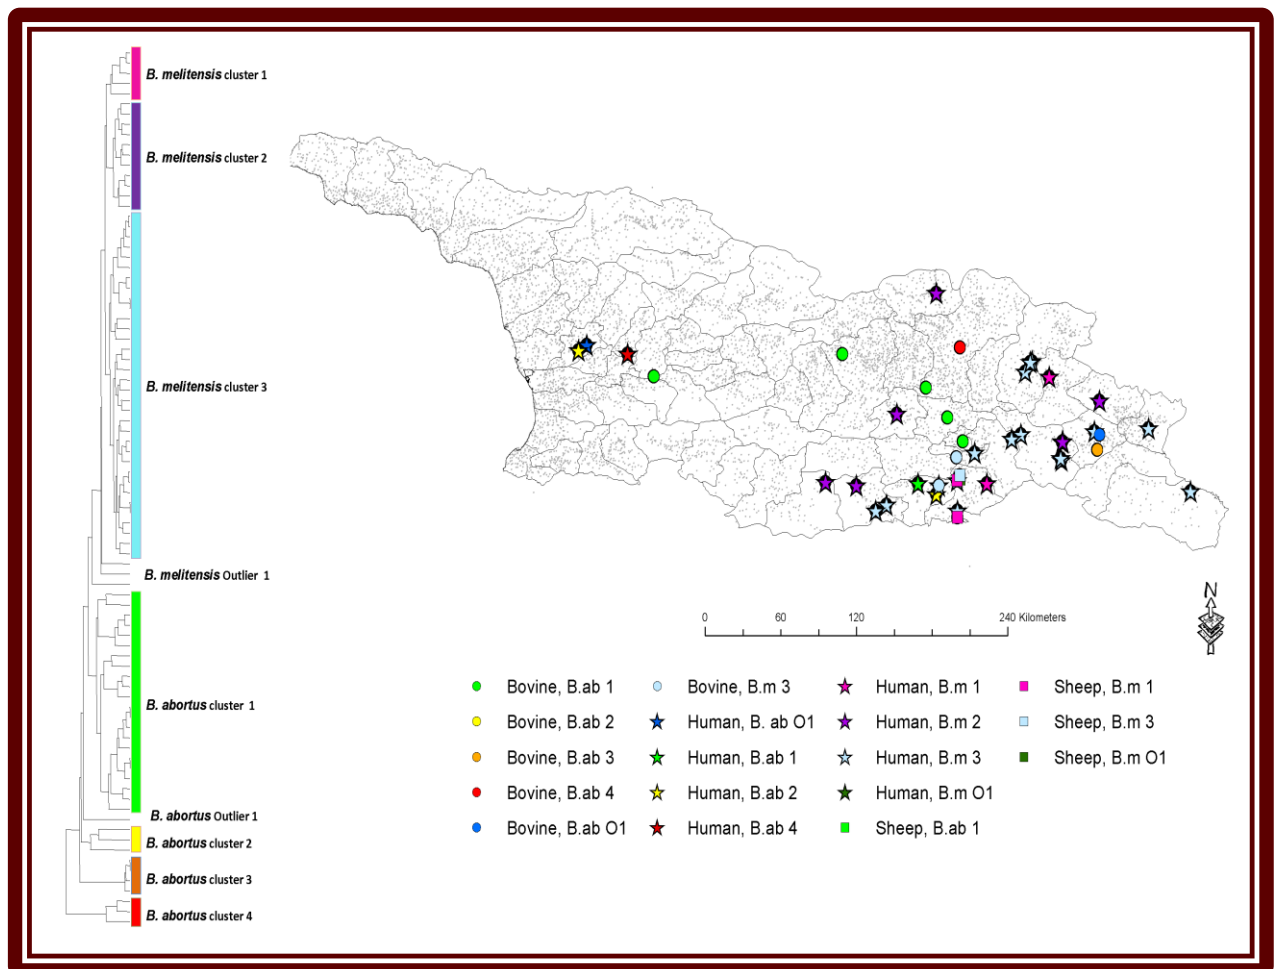 B. melitensis cluster 1
B. melitensis cluster 2
B. melitensis cluster 3
B. melitensis Outlier 1
B. abortus cluster 1
B. abortus Outlier 1
B. abortus cluster 2
B. abortus cluster 3
B. abortus cluster 4
N
0 60 120 240 Kilometers
Bovine, B.ab 1
Bovine, B.ab 2
Bovine, B.ab 3
Bovine, B.ab 4
Bovine, B.ab O1
Bovine, B.m 3
Human, B. ab O1
Human, B.ab 1
Human, B.ab 2
Human, B.ab 4
Human, B.m 1
Human, B.m 2
Human, B.m 3
Human, B.m O1
Sheep, B.ab 1
Sheep, B.m 1
Sheep, B.m 3
Sheep, B.m O1